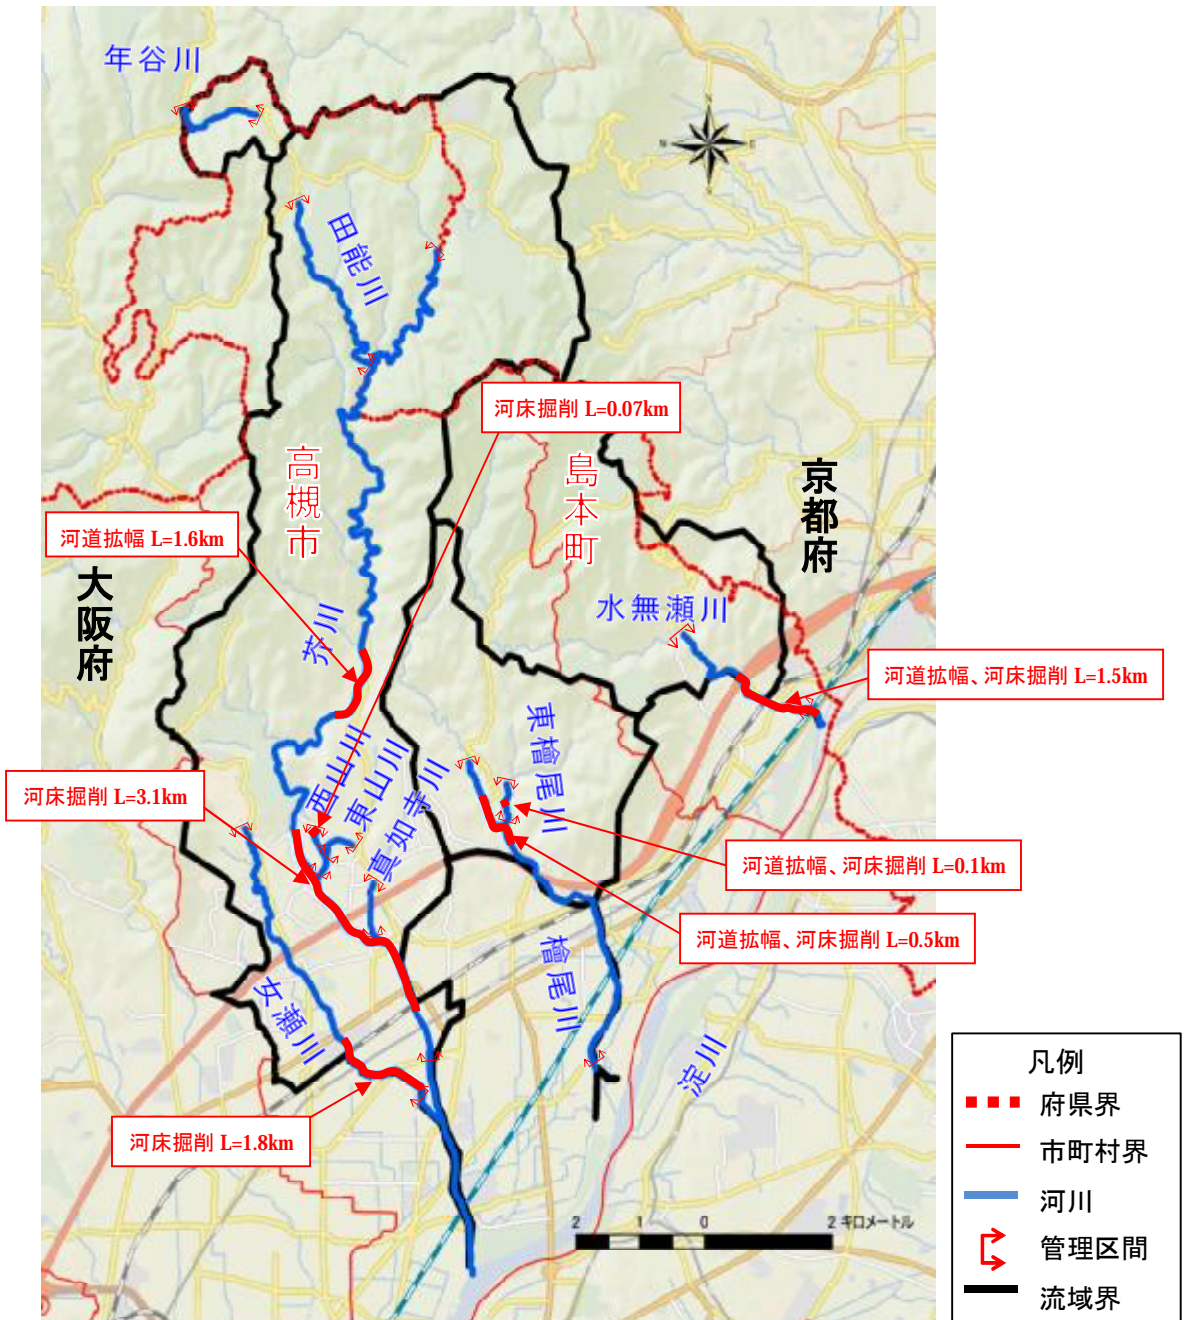 年谷川
N
W
E
S
田能川
河床掘削 L=0.07km
高槻市
島本町
京都府
河道拡幅 L=1.6km
大阪府
水無瀬川
芥川
河道拡幅、河床掘削 L=1.5km
西山川
東山川
真如寺川
東檜尾川
河床掘削 L=3.1km
河道拡幅、河床掘削 L=0.1km
河道拡幅、河床掘削 L=0.5km
檜尾川
女瀬川
淀川
河床掘削 L=1.8km
2 1 0 2 キロメートル
凡例
府県界
市町村界
河川
管理区間
流域界